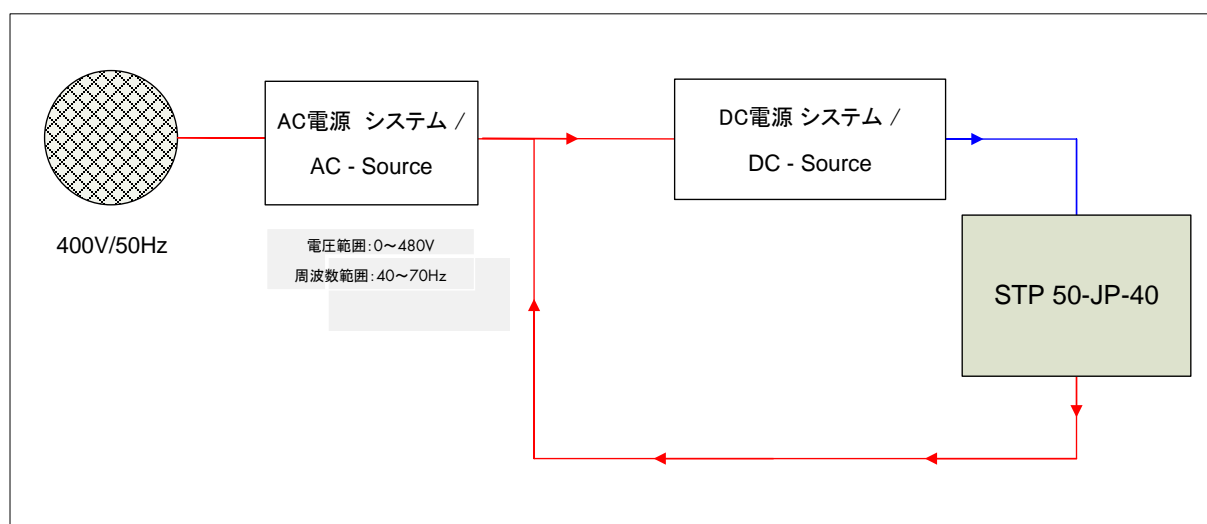 AC電源 システム /
AC - Source
DC電源 システム /
DC - Source
400V/50Hz
電圧範囲:0～480V
周波数範囲:40～70Hz
STP 50-JP-40